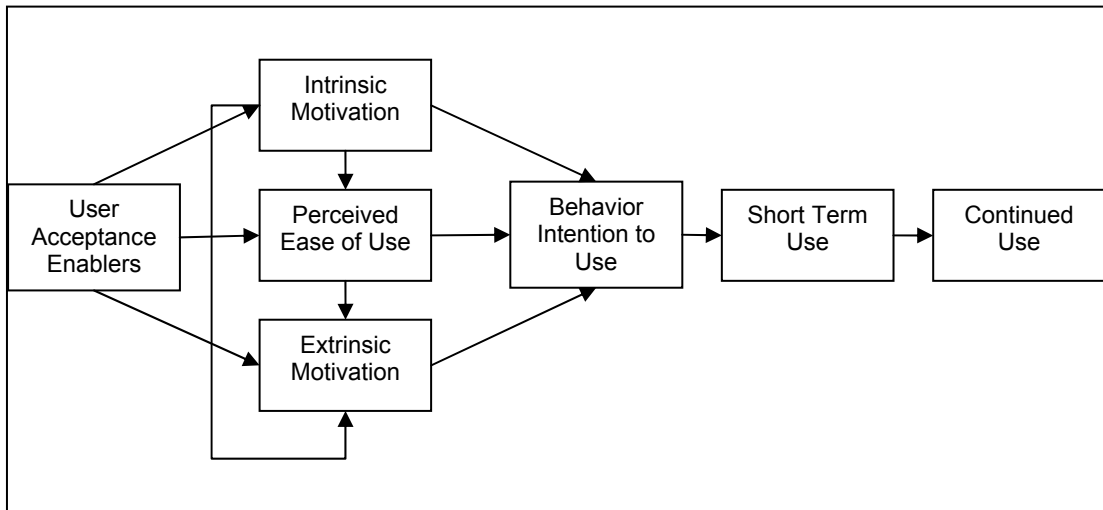 Intrinsic
Motivation
User
Acceptance
Enablers
Perceived
Ease of Use
Extrinsic
Motivation
Behavior
Intention to
Use
Short Term
Use
Continued
Use